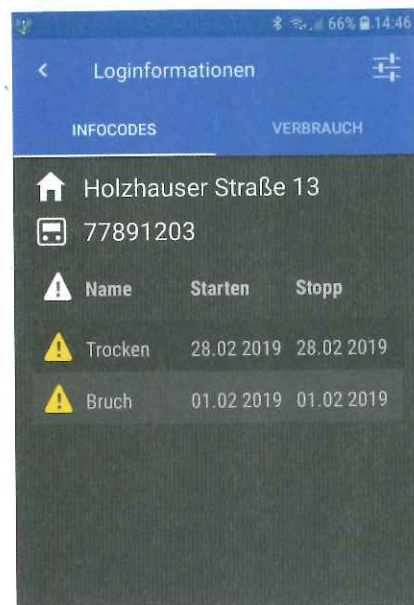 66% 14:46
Loginformationen
INFOCODES VERBRAUCH
Holzhauser Straße 13
77891203
Name Starten Stopp
Trocken 28.02 2019 28.02 2019
Bruch 01.02 2019 01.02 2019